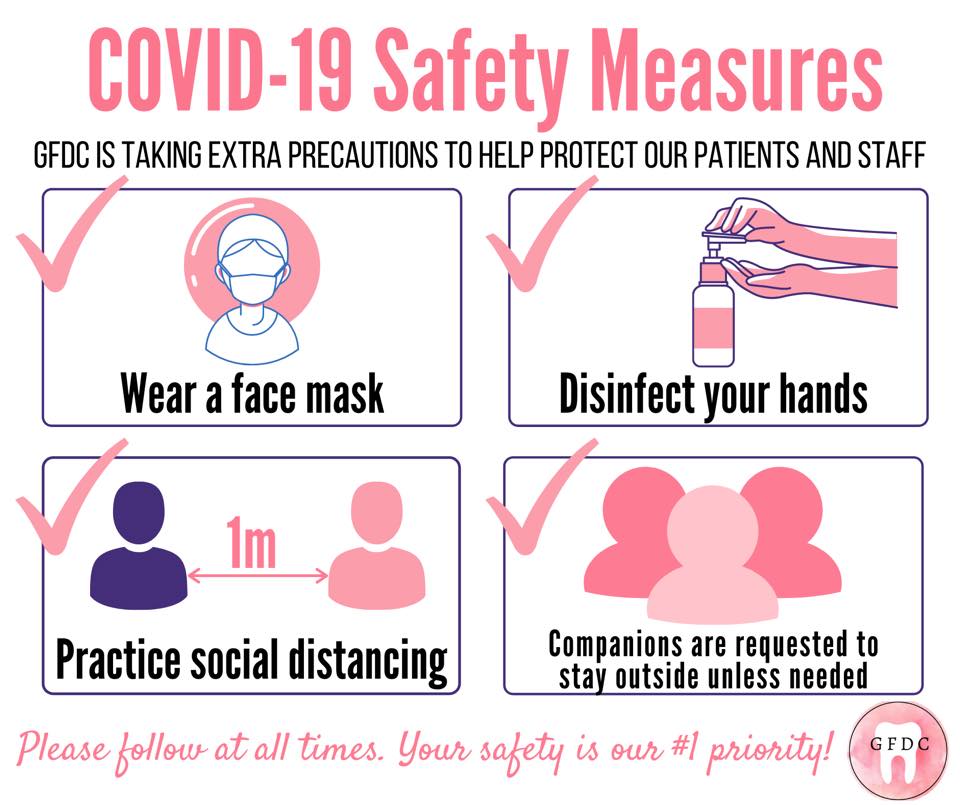 COVID-19 Safety Measures
GFDC IS TAKING EXTRA PRECAUTIONS TO HELP PROTECT OUR PATIENTS AND STAFF
Wear a face mask
Disinfect your hands
1m
Practice social distancing
Companions are requested to
stay outside unless needed
Please follow at all times. Your safety is our #1 priority!
GFDC